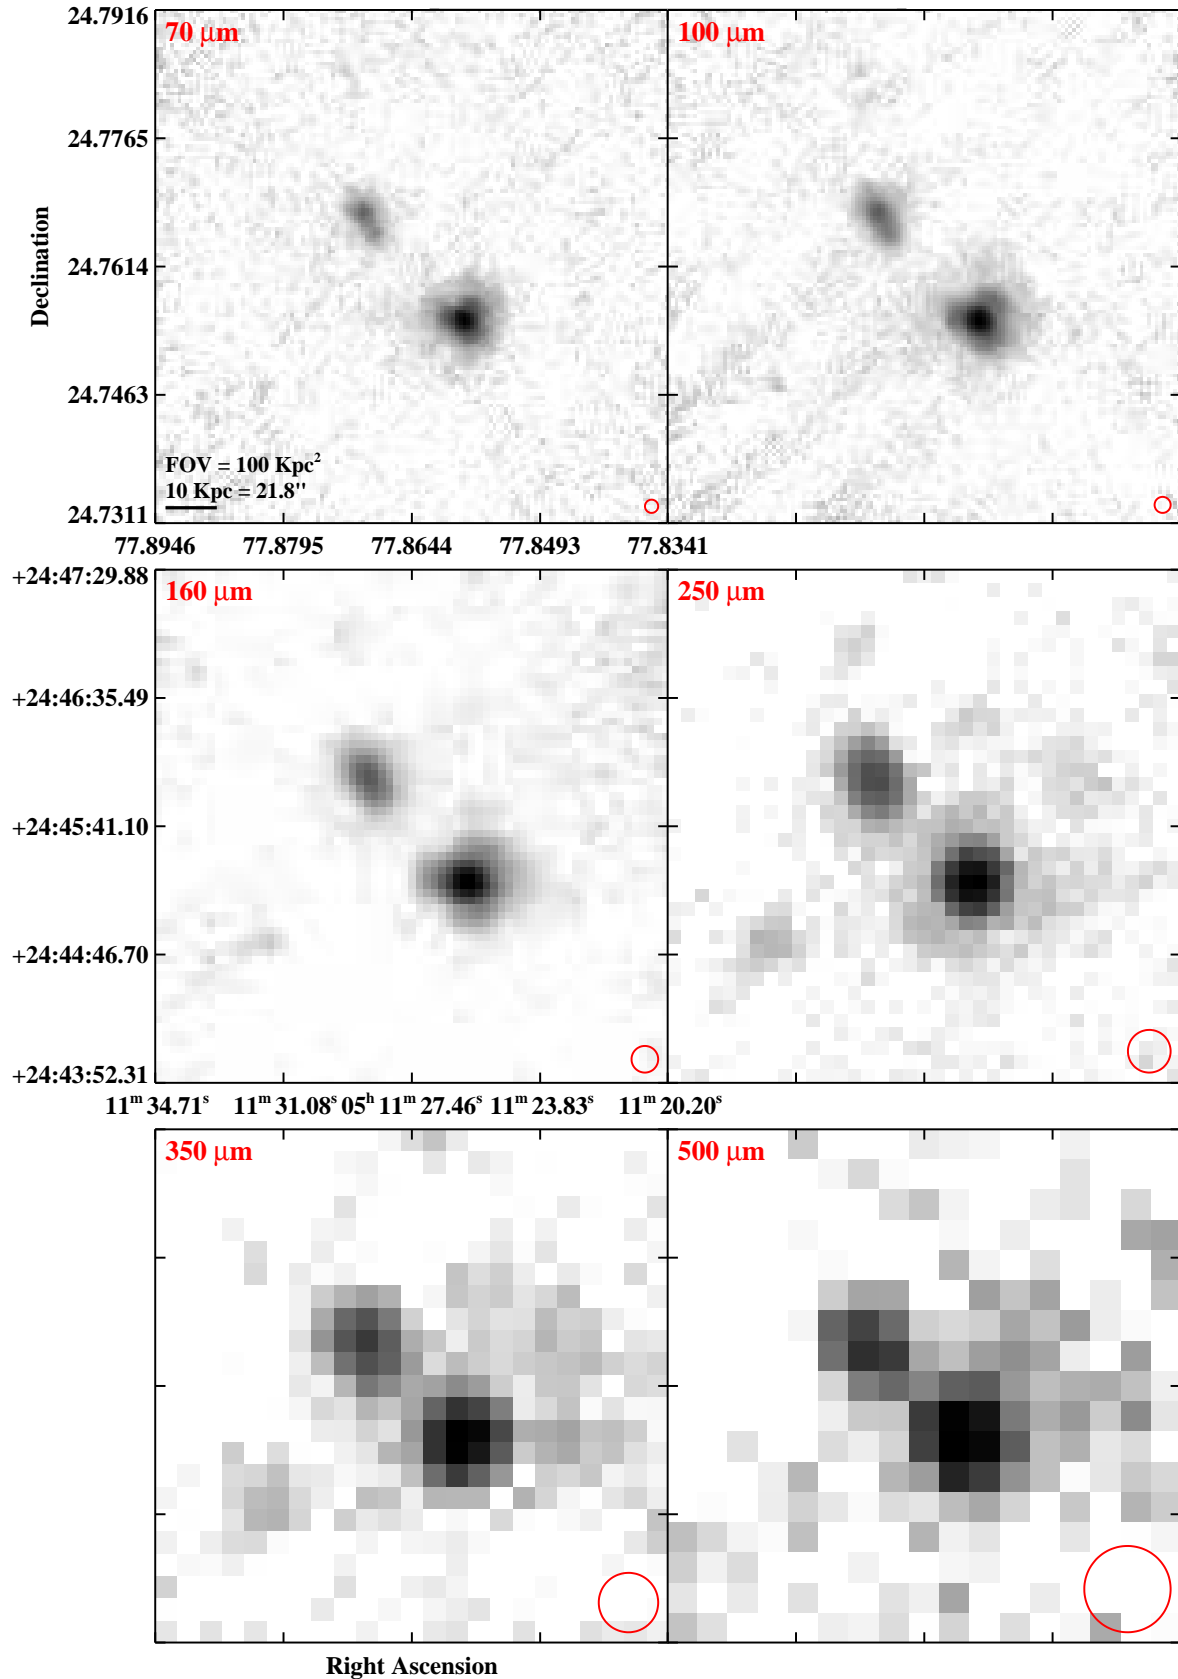 24.7916
70 μm
100 μm
24.7765
Declination
24.7614
24.7463
FOV = 100 Kpc²
10 Kpc = 21.8"
24.7311
77.8946 77.8795 77.8644 77.8493 77.8341
+24:47:29.88
160 μm
250 μm
+24:46:35.49
+24:45:41.10
+24:44:46.70
+24:43:52.31
11ᵐ 34.71ˢ 11ᵐ 31.08ˢ 05ʰ 11ᵐ 27.46ˢ 11ᵐ 23.83ˢ 11ᵐ 20.20ˢ
350 μm
500 μm
Right Ascension